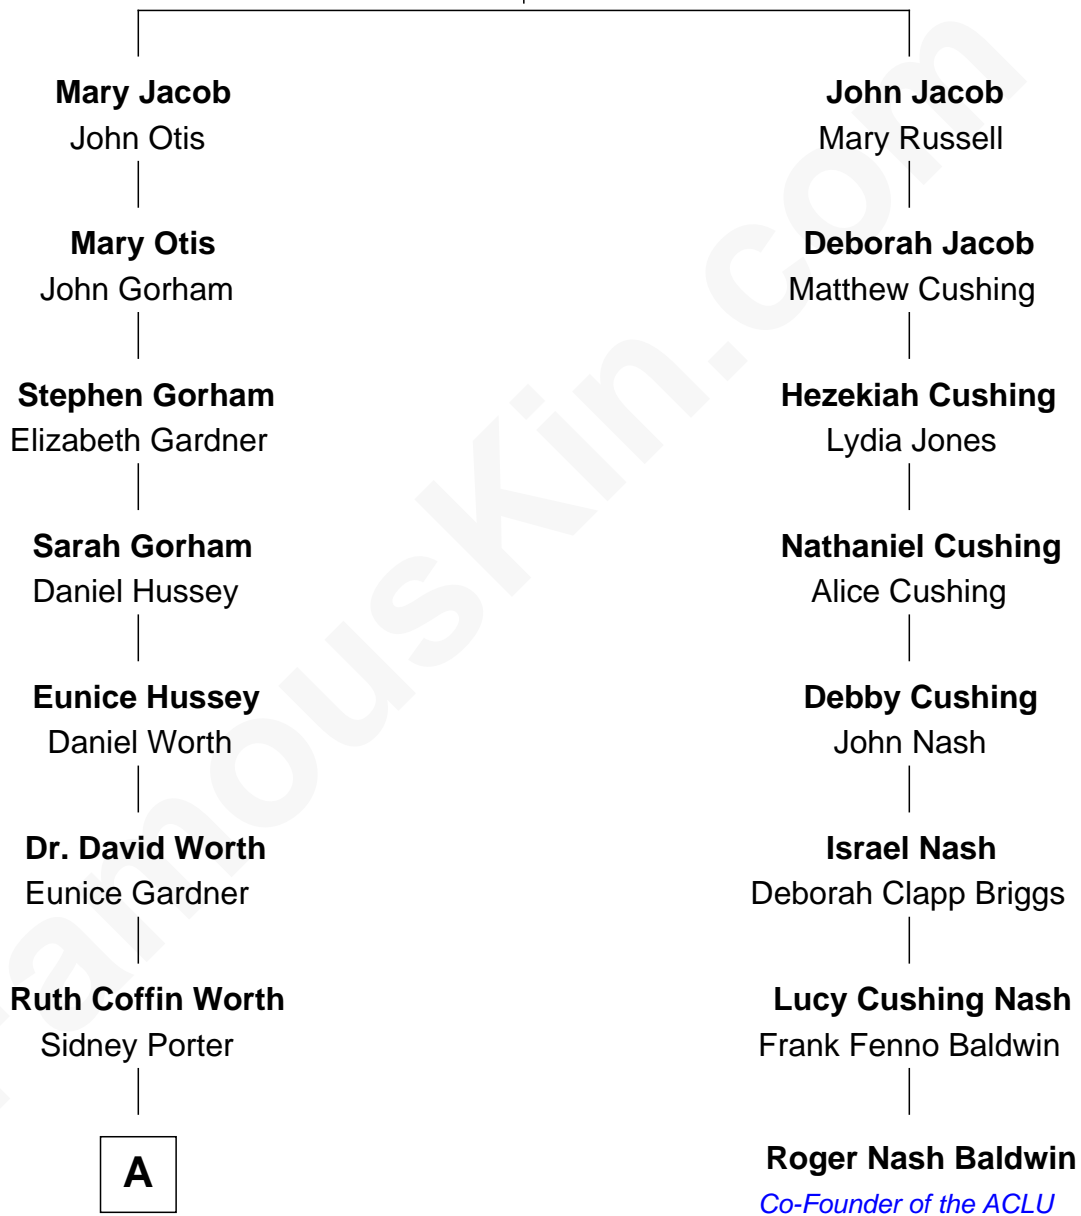 Mary Jacob
John Otis
Mary Otis
John Gorham
Stephen Gorham
Elizabeth Gardner
Sarah Gorham
Daniel Hussey
Eunice Hussey
Daniel Worth
Dr. David Worth
Eunice Gardner
Ruth Coffin Worth
Sidney Porter
A
John Jacob
Mary Russell
Deborah Jacob
Matthew Cushing
Hezekiah Cushing
Lydia Jones
Nathaniel Cushing
Alice Cushing
Debby Cushing
John Nash
Israel Nash
Deborah Clapp Briggs
Lucy Cushing Nash
Frank Fenno Baldwin
Roger Nash Baldwin
Co-Founder of the ACLU
FamousKin.com